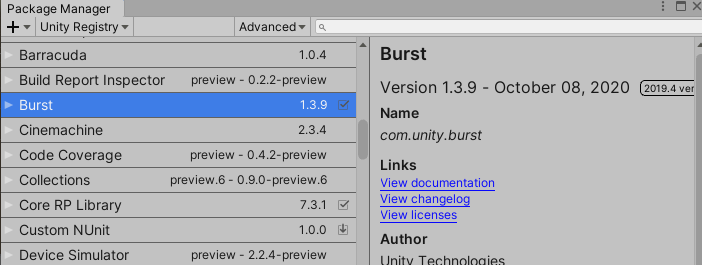 Package Manager
Unity Registry
Advanced
Barracuda 1.0.4
Build Report Inspector preview - 0.2.2-preview
Burst 1.3.9
Cinemachine 2.3.4
Code Coverage preview - 0.4.2-preview
Collections preview.6 - 0.9.0-preview.6
Core RP Library 7.3.1
Custom NUnit 1.0.0
Device Simulator preview - 2.2.4-preview
Burst
Version 1.3.9 - October 08, 2020 2019.4 ver
Name
com.unity.burst
Links
View documentation
View changelog
View licenses
Author
Unity Technologies